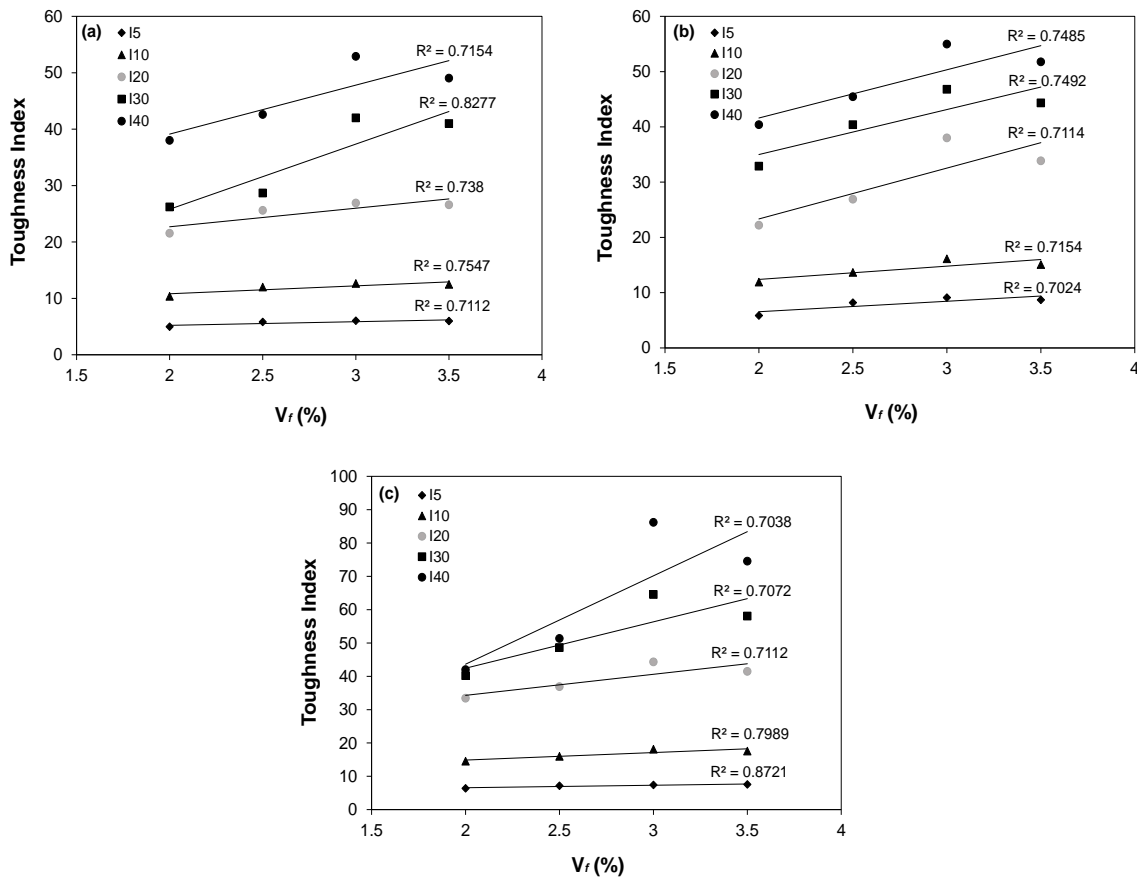 (a)
I5
I10
I20
I30
I40
R² = 0.7154
R² = 0.8277
R² = 0.738
R² = 0.7547
R² = 0.7112
60
50
40
30
20
10
0
1.5 2 2.5 3 3.5 4
Toughness Index
Vf (%)
(b)
I5
I10
I20
I30
I40
R² = 0.7485
R² = 0.7492
R² = 0.7114
R² = 0.7154
R² = 0.7024
60
50
40
30
20
10
0
1.5 2 2.5 3 3.5 4
Toughness Index
Vf (%)
(c)
I5
I10
I20
I30
I40
R² = 0.7038
R² = 0.7072
R² = 0.7112
R² = 0.7989
R² = 0.8721
100
90
80
70
60
50
40
30
20
10
0
1.5 2 2.5 3 3.5 4
Toughness Index
Vf (%)